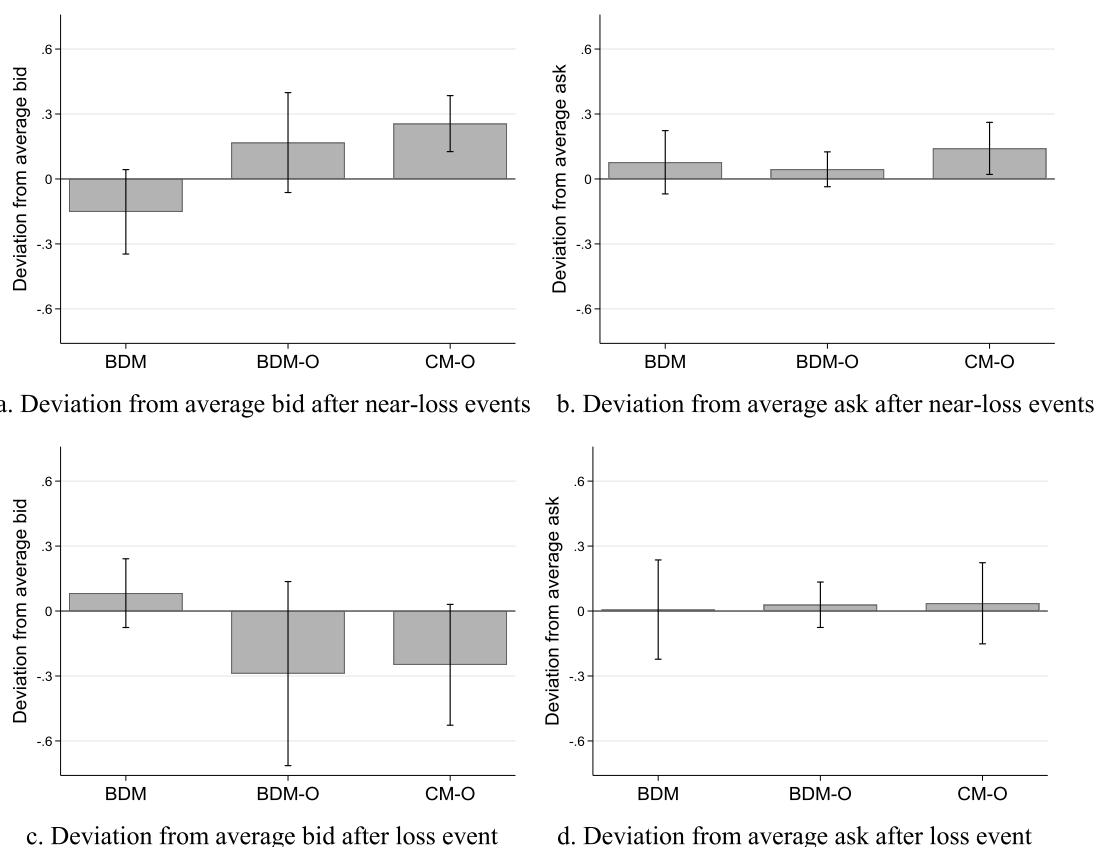 Deviation from average bid
.6
.3
0
-.3
-.6
BDM BDM-O CM-O
a. Deviation from average bid after near-loss events
Deviation from average ask
.6
.3
0
-.3
-.6
BDM BDM-O CM-O
b. Deviation from average ask after near-loss events
Deviation from average bid
.6
.3
0
-.3
-.6
BDM BDM-O CM-O
c. Deviation from average bid after loss event
Deviation from average ask
.6
.3
0
-.3
-.6
BDM BDM-O CM-O
d. Deviation from average ask after loss event